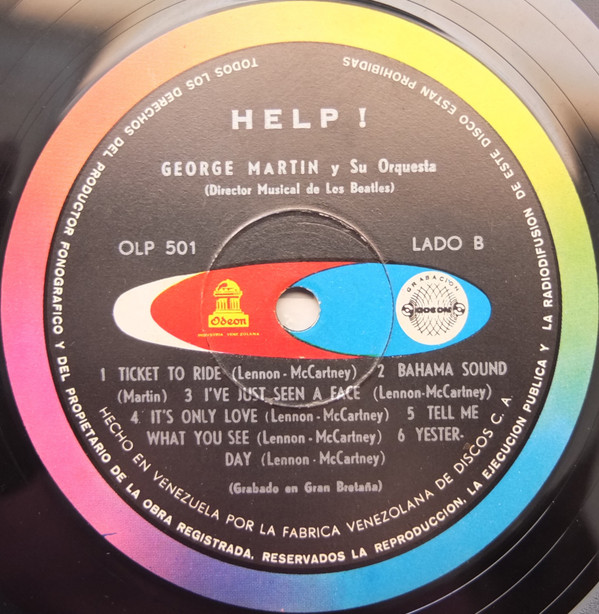 HELP !
GEORGE MARTIN y Su Orquesta
(Director Musical de Los Beatles)
OLP 501
LADO B
Odeon
INDUSTRIA VENEZOLANA
GRABACION
ODEON
1 TICKET TO RIDE (Lennon - McCartney) 2 BAHAMA SOUND
(Martin) 3 I'VE JUST SEEN A FACE (Lennon-McCartney)
4 IT'S ONLY LOVE (Lennon - McCartney) 5 TELL ME
WHAT YOU SEE (Lennon - McCartney) 6 YESTER-
DAY (Lennon - McCartney)
(Grabado en Gran Bretaña)
HECHO EN VENEZUELA POR LA FABRICA VENEZOLANA DE DISCOS C. A.
TODOS LOS DERECHOS DEL PRODUCTOR FONOGRAFICO Y DEL PROPIETARIO DE LA OBRA REGISTRADA, RESERVADOS LA REPRODUCCION, LA EJECUCION PUBLICA Y LA RADIODIFUSION DE ESTE DISCO ESTAN PROHIBIDAS